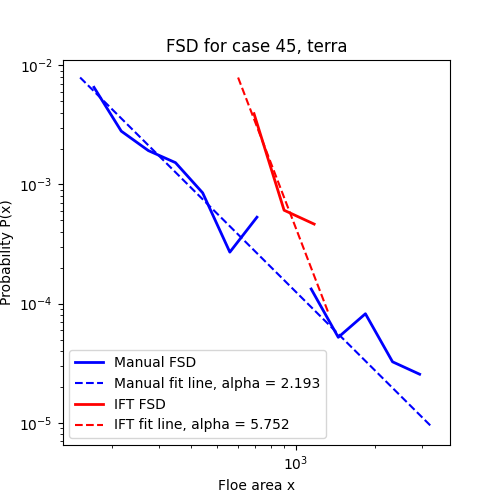 FSD for case 45, terra
Probability P(x)
10⁻²
10⁻³
10⁻⁴
10⁻⁵
Manual FSD
Manual fit line, alpha = 2.193
IFT FSD
IFT fit line, alpha = 5.752
10³
Floe area x